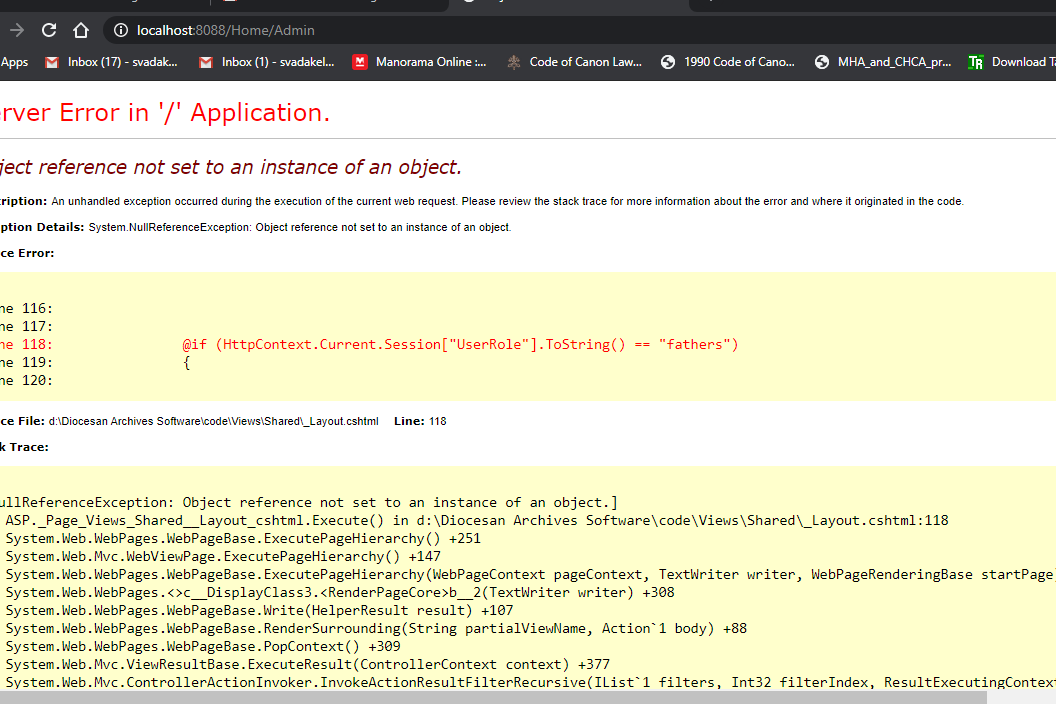 localhost:8088/Home/Admin
Apps Inbox (17) - svadak... Inbox (1) - svadakel... Manorama Online :... Code of Canon Law,... 1990 Code of Cano... MHA_and_CHCA_pr... Download Ta
erver Error in '/' Application.
ject reference not set to an instance of an object.
ription: An unhandled exception occurred during the execution of the current web request. Please review the stack trace for more information about the error and where it originated in the code.
ption Details: System.NullReferenceException: Object reference not set to an instance of an object.
ce Error:
ne 116:
ne 117:
ne 118: @if (HttpContext.Current.Session["UserRole"].ToString() == "fathers")
ne 119: {
ne 120:
ce File: d:\Diocesan Archives Software\code\Views\Shared\_Layout.cshtml Line: 118
k Trace:
ullReferenceException: Object reference not set to an instance of an object.]
ASP._Page_Views_Shared__Layout_cshtml.Execute() in d:\Diocesan Archives Software\code\Views\Shared\_Layout.cshtml:118
System.Web.WebPages.WebPageBase.ExecutePageHierarchy() +251
System.Web.Mvc.WebViewPage.ExecutePageHierarchy() +147
System.Web.WebPages.WebPageBase.ExecutePageHierarchy(WebPageContext pageContext, TextWriter writer, WebPageRenderingBase startPage)
System.Web.WebPages.<>c__DisplayClass3.<RenderPageCore>b__2(TextWriter writer) +308
System.Web.WebPages.WebPageBase.Write(HelperResult result) +107
System.Web.WebPages.WebPageBase.RenderSurrounding(String partialViewName, Action`1 body) +88
System.Web.WebPages.WebPageBase.PopContext() +309
System.Web.Mvc.ViewResultBase.ExecuteResult(ControllerContext context) +377
System.Web.Mvc.ControllerActionInvoker.InvokeActionResultFilterRecursive(IList`1 filters, Int32 filterIndex, ResultExecutingContext